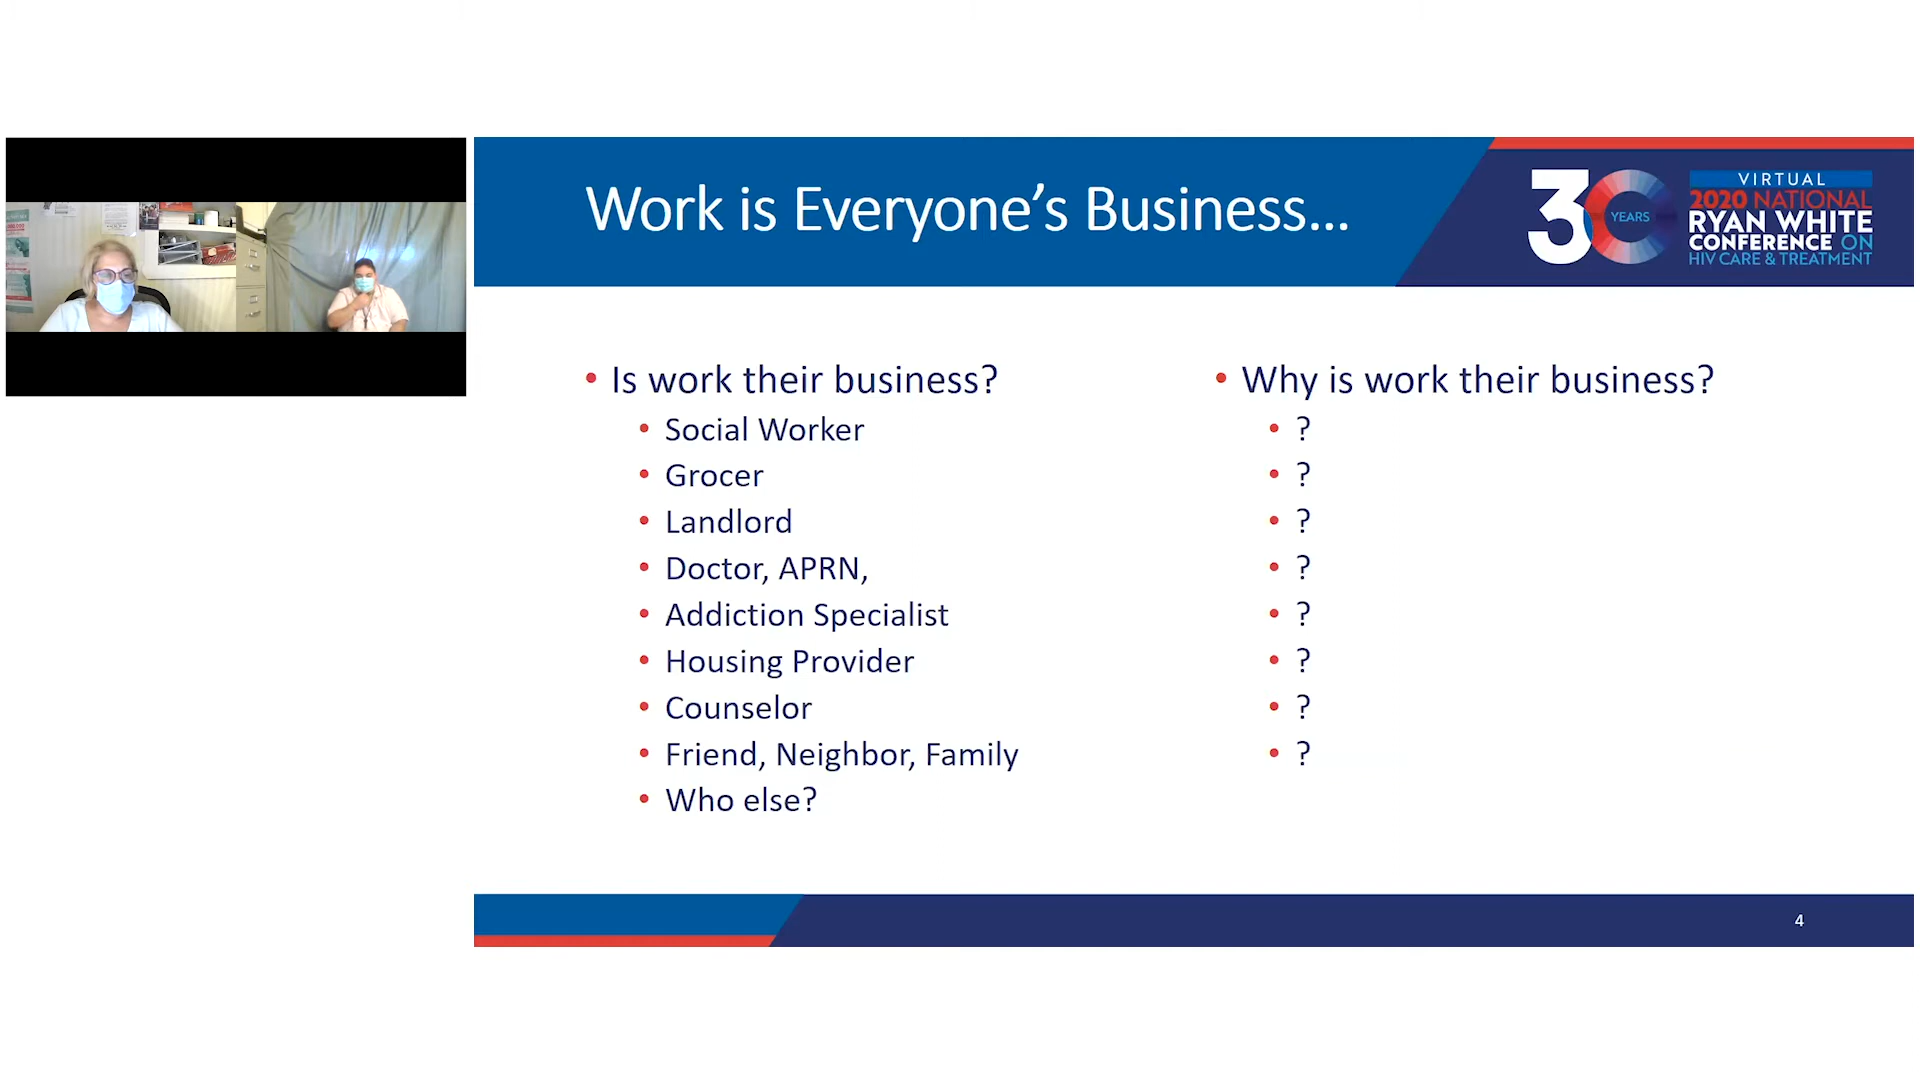 Work is Everyone's Business...
30 YEARS
VIRTUAL
2020 NATIONAL
RYAN WHITE
CONFERENCE ON
HIV CARE & TREATMENT
• Is work their business?
• Social Worker
• Grocer
• Landlord
• Doctor, APRN,
• Addiction Specialist
• Housing Provider
• Counselor
• Friend, Neighbor, Family
• Who else?
• Why is work their business?
• ?
• ?
• ?
• ?
• ?
• ?
• ?
• ?
4